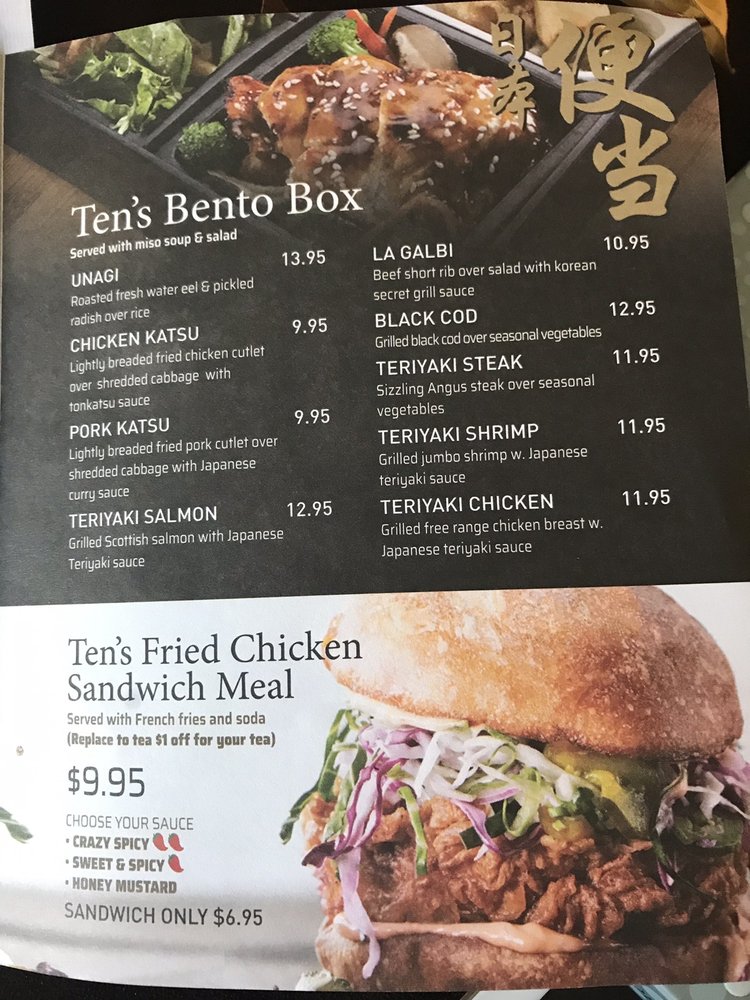 日本
便当
Ten's Bento Box
Served with miso soup & salad
UNAGI 13.95
Roasted fresh water eel & pickled
radish over rice
CHICKEN KATSU 9.95
Lightly breaded fried chicken cutlet
over shredded cabbage with
tonkatsu sauce
PORK KATSU 9.95
Lightly breaded fried pork cutlet over
shredded cabbage with Japanese
curry sauce
TERIYAKI SALMON 12.95
Grilled Scottish salmon with Japanese
Teriyaki sauce
LA GALBI 10.95
Beef short rib over salad with korean
secret grill sauce
BLACK COD 12.95
Grilled black cod over seasonal vegetables
TERIYAKI STEAK 11.95
Sizzling Angus steak over seasonal
vegetables
TERIYAKI SHRIMP 11.95
Grilled jumbo shrimp w. Japanese
teriyaki sauce
TERIYAKI CHICKEN 11.95
Grilled free range chicken breast w.
Japanese teriyaki sauce
Ten's Fried Chicken
Sandwich Meal
Served with French fries and soda
(Replace to tea $1 off for your tea)
$9.95
CHOOSE YOUR SAUCE
• CRAZY SPICY
• SWEET & SPICY
• HONEY MUSTARD
SANDWICH ONLY $6.95